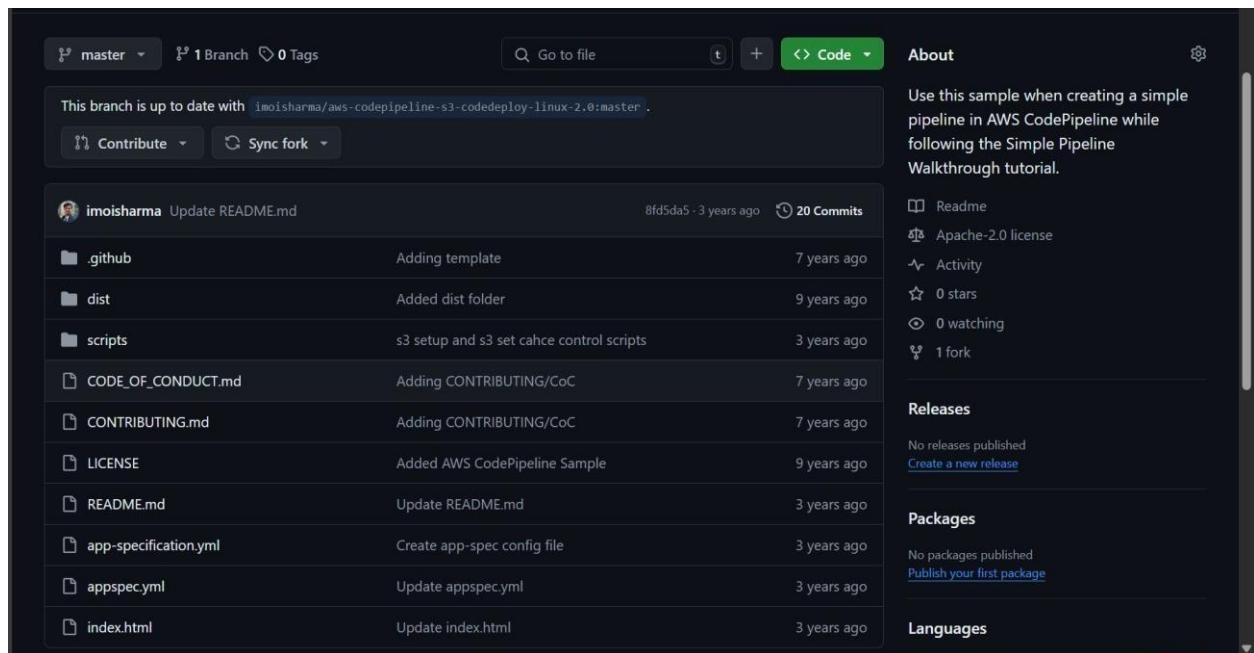 master 1 Branch 0 Tags Go to file t + <> Code
This branch is up to date with imoisharma/aws-codepipeline-s3-codedeploy-linux-2.0:master .
Contribute Sync fork
imoisharma Update README.md 8fd5da5 · 3 years ago 20 Commits
.github Adding template 7 years ago
dist Added dist folder 9 years ago
scripts s3 setup and s3 set cahce control scripts 3 years ago
CODE_OF_CONDUCT.md Adding CONTRIBUTING/CoC 7 years ago
CONTRIBUTING.md Adding CONTRIBUTING/CoC 7 years ago
LICENSE Added AWS CodePipeline Sample 9 years ago
README.md Update README.md 3 years ago
app-specification.yml Create app-spec config file 3 years ago
appspec.yml Update appspec.yml 3 years ago
index.html Update index.html 3 years ago
About
Use this sample when creating a simple
pipeline in AWS CodePipeline while
following the Simple Pipeline
Walkthrough tutorial.
Readme
Apache-2.0 license
Activity
0 stars
0 watching
1 fork
Releases
No releases published
Create a new release
Packages
No packages published
Publish your first package
Languages